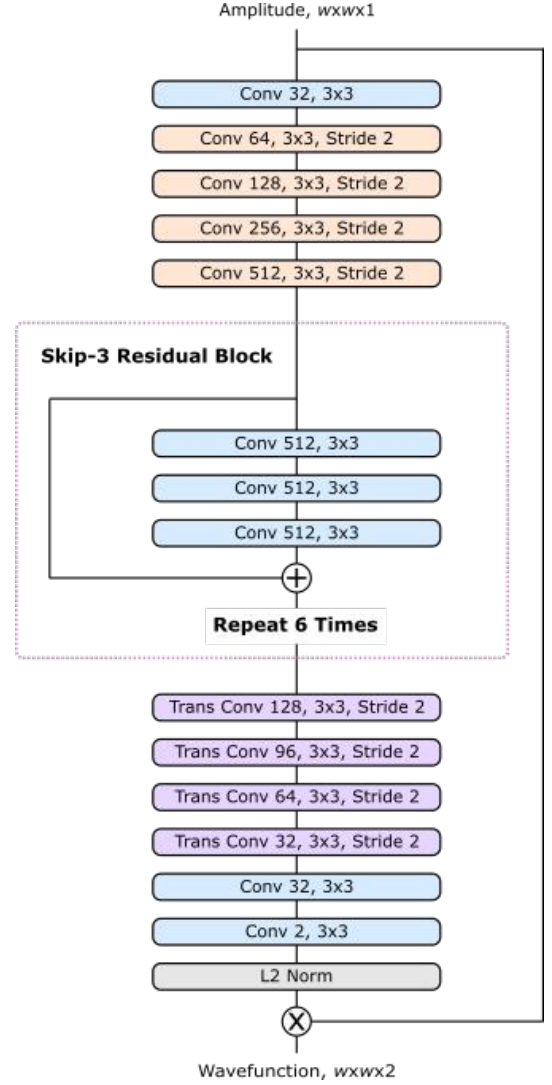 Amplitude, wxwx1
Conv 32, 3x3
Conv 64, 3x3, Stride 2
Conv 128, 3x3, Stride 2
Conv 256, 3x3, Stride 2
Conv 512, 3x3, Stride 2
Skip-3 Residual Block
Conv 512, 3x3
Conv 512, 3x3
Conv 512, 3x3
+
Repeat 6 Times
Trans Conv 128, 3x3, Stride 2
Trans Conv 96, 3x3, Stride 2
Trans Conv 64, 3x3, Stride 2
Trans Conv 32, 3x3, Stride 2
Conv 32, 3x3
Conv 2, 3x3
L2 Norm
x
Wavefunction, wxwx2